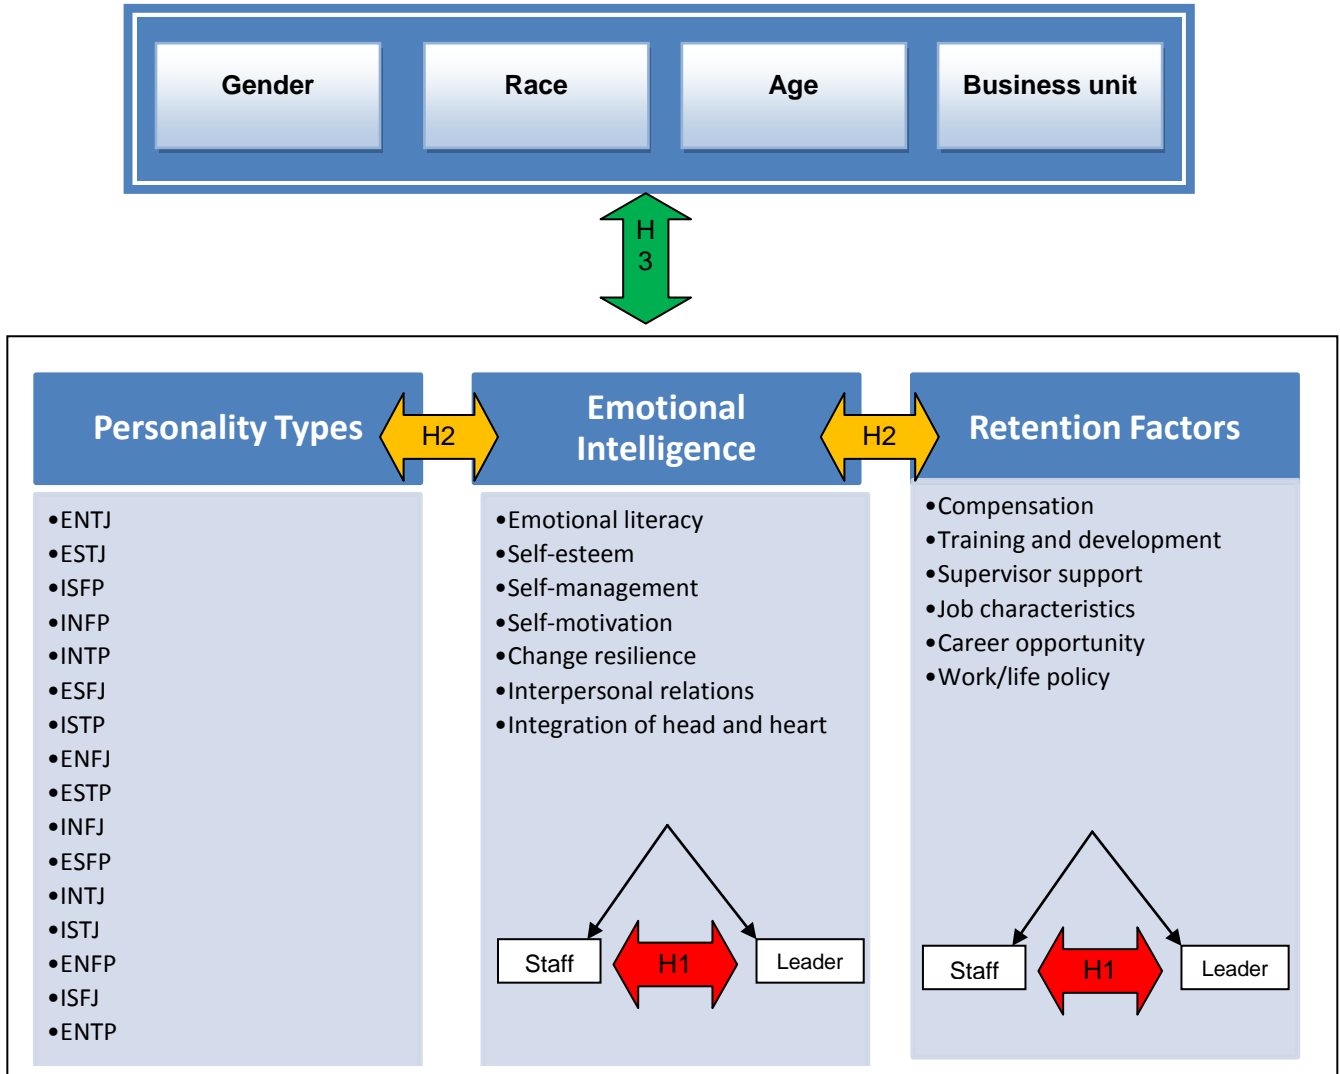 Gender
Race
Age
Business unit
H
3
Personality Types
H2
Emotional
Intelligence
H2
Retention Factors
•ENTJ
•ESTJ
•ISFP
•INFP
•INTP
•ESFJ
•ISTP
•ENFJ
•ESTP
•INFJ
•ESFP
•INTJ
•ISTJ
•ENFP
•ISFJ
•ENTP
•Emotional literacy
•Self-esteem
•Self-management
•Self-motivation
•Change resilience
•Interpersonal relations
•Integration of head and heart
Staff
H1
Leader
•Compensation
•Training and development
•Supervisor support
•Job characteristics
•Career opportunity
•Work/life policy
Staff
H1
Leader